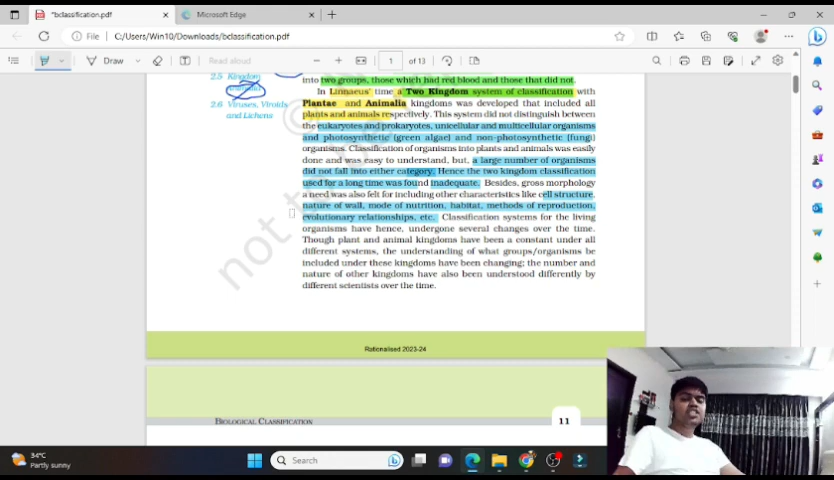 *bclassification.pdf
Microsoft Edge
File
C:/Users/Win10/Downloads/bclassification.pdf
Draw
Read aloud
1
of 13
2.5 Kingdom
into two groups, those which had red blood and those that did not.
In Linnaeus' time a Two Kingdom system of classification with
2.6 Viruses, Viroids
and Lichens
Plantae and Animalia kingdoms was developed that included all
plants and animals respectively. This system did not distinguish between
the eukaryotes and prokaryotes, unicellular and multicellular organisms
and photosynthetic (green algae) and non-photosynthetic (fungi)
organisms. Classification of organisms into plants and animals was easily
done and was easy to understand, but, a large number of organisms
did not fall into either category. Hence the two kingdom classification
used for a long time was found inadequate. Besides, gross morphology
a need was also felt for including other characteristics like cell structure,
nature of wall, mode of nutrition, habitat, methods of reproduction,
evolutionary relationships, etc. Classification systems for the living
organisms have hence, undergone several changes over the time.
Though plant and animal kingdoms have been a constant under all
different systems, the understanding of what groups/organisms be
included under these kingdoms have been changing; the number and
nature of other kingdoms have also been understood differently by
different scientists over the time.
not to
Rationalised 2023-24
BIOLOGICAL CLASSIFICATION
11
34°C
Partly sunny
Search